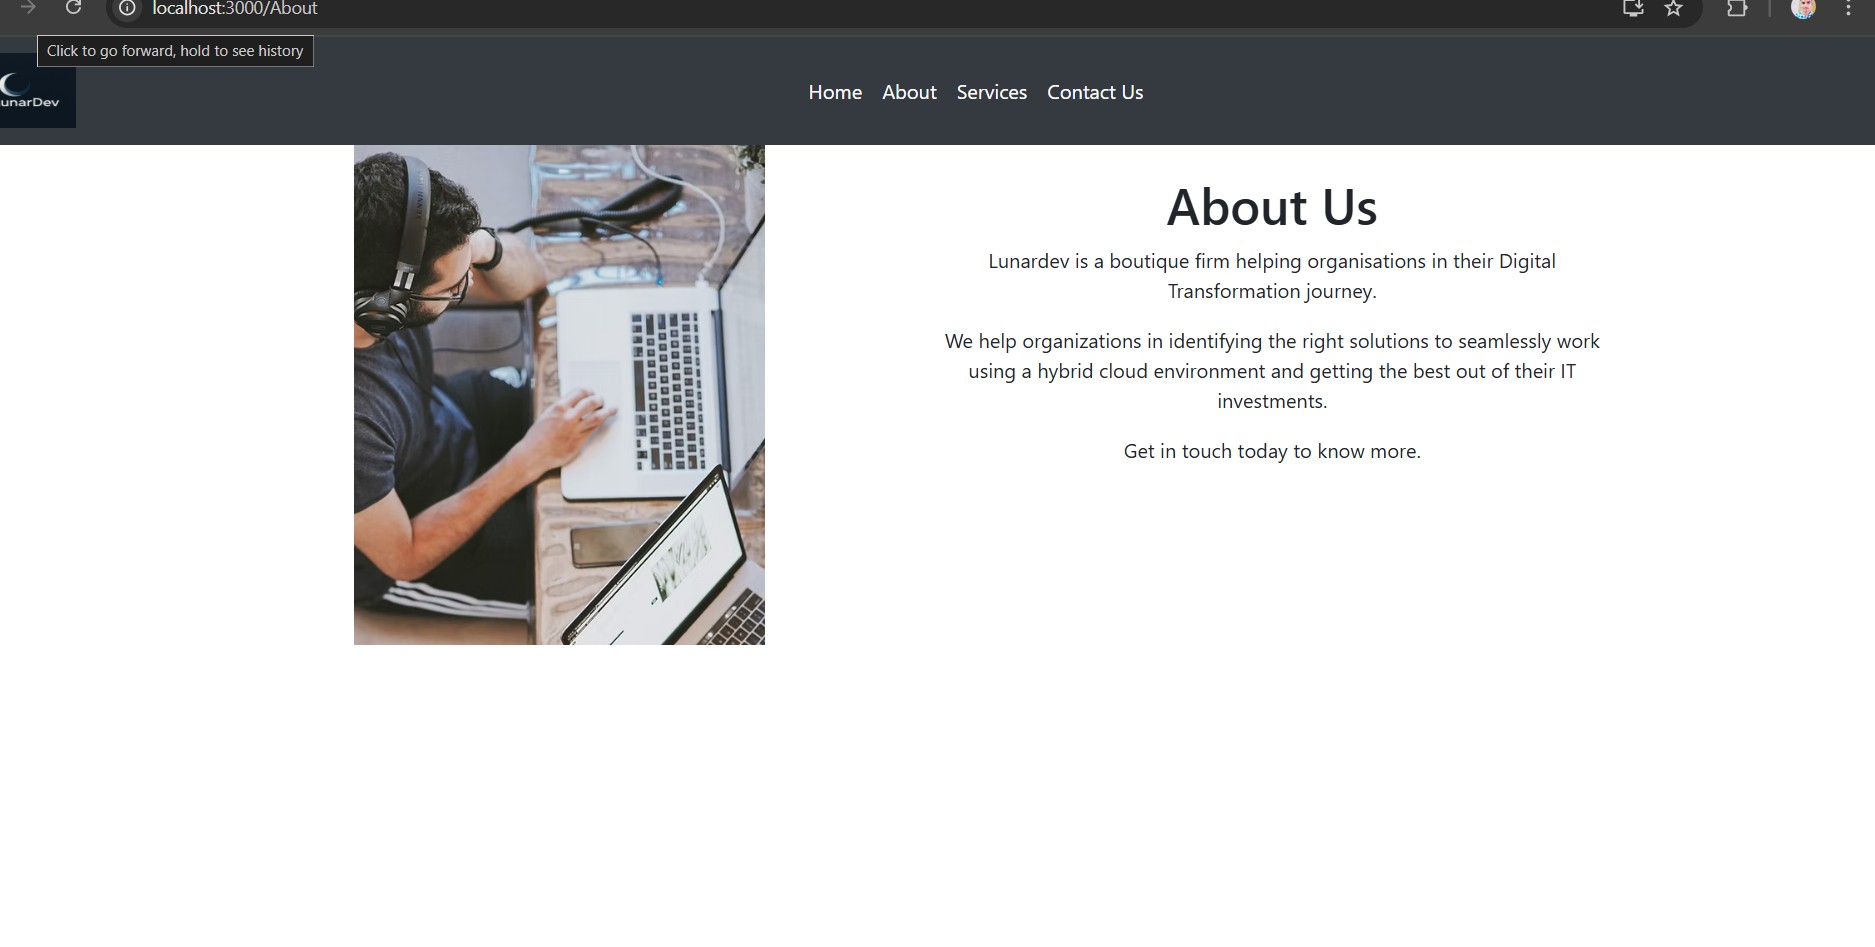 localhost:3000/About
Click to go forward, hold to see history
unarDev
Home About Services Contact Us
About Us
Lunardev is a boutique firm helping organisations in their Digital
Transformation journey.
We help organizations in identifying the right solutions to seamlessly work
using a hybrid cloud environment and getting the best out of their IT
investments.
Get in touch today to know more.